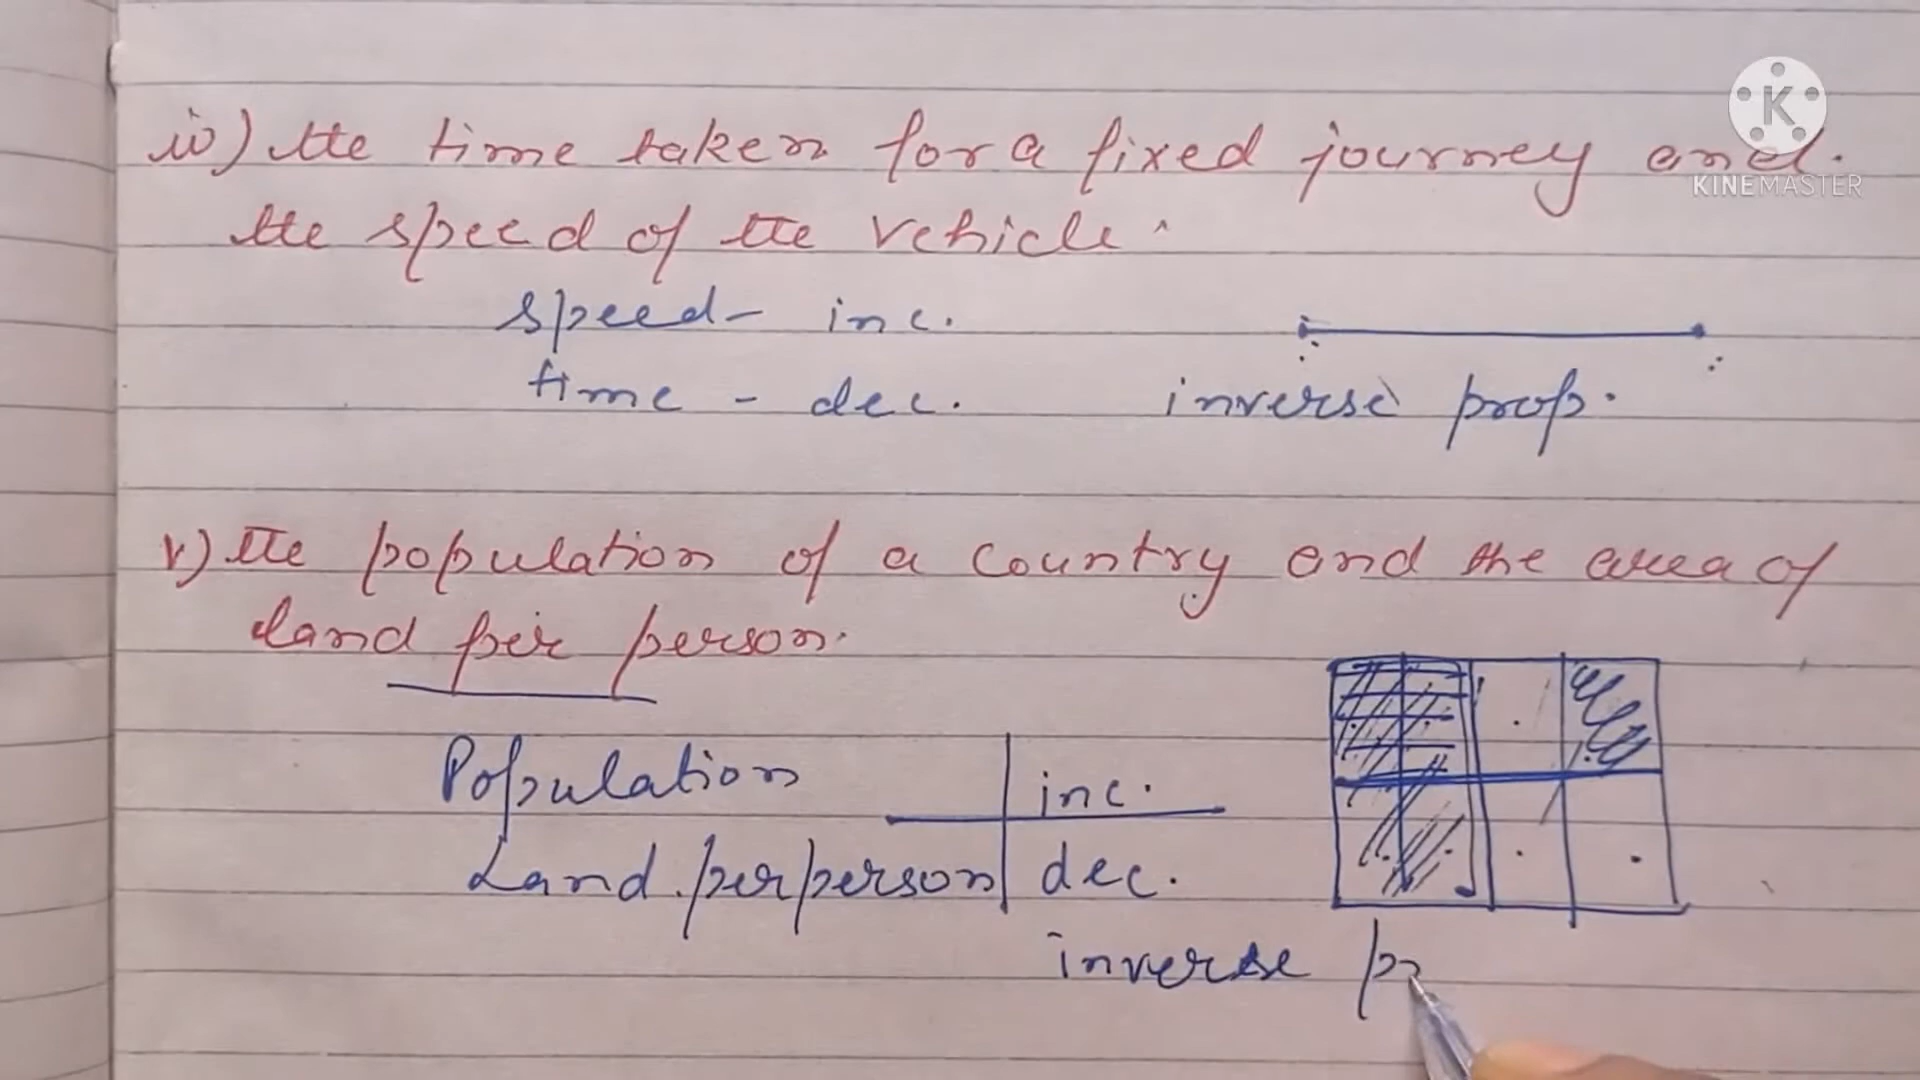 iv) the time taken for a fixed journey and
the speed of the vehicle.
speed - inc.
time - dec. inverse prop.
v) the population of a country and the area of
land per person.
Population inc.
Land per person dec.
inverse pr
KINEMASTER